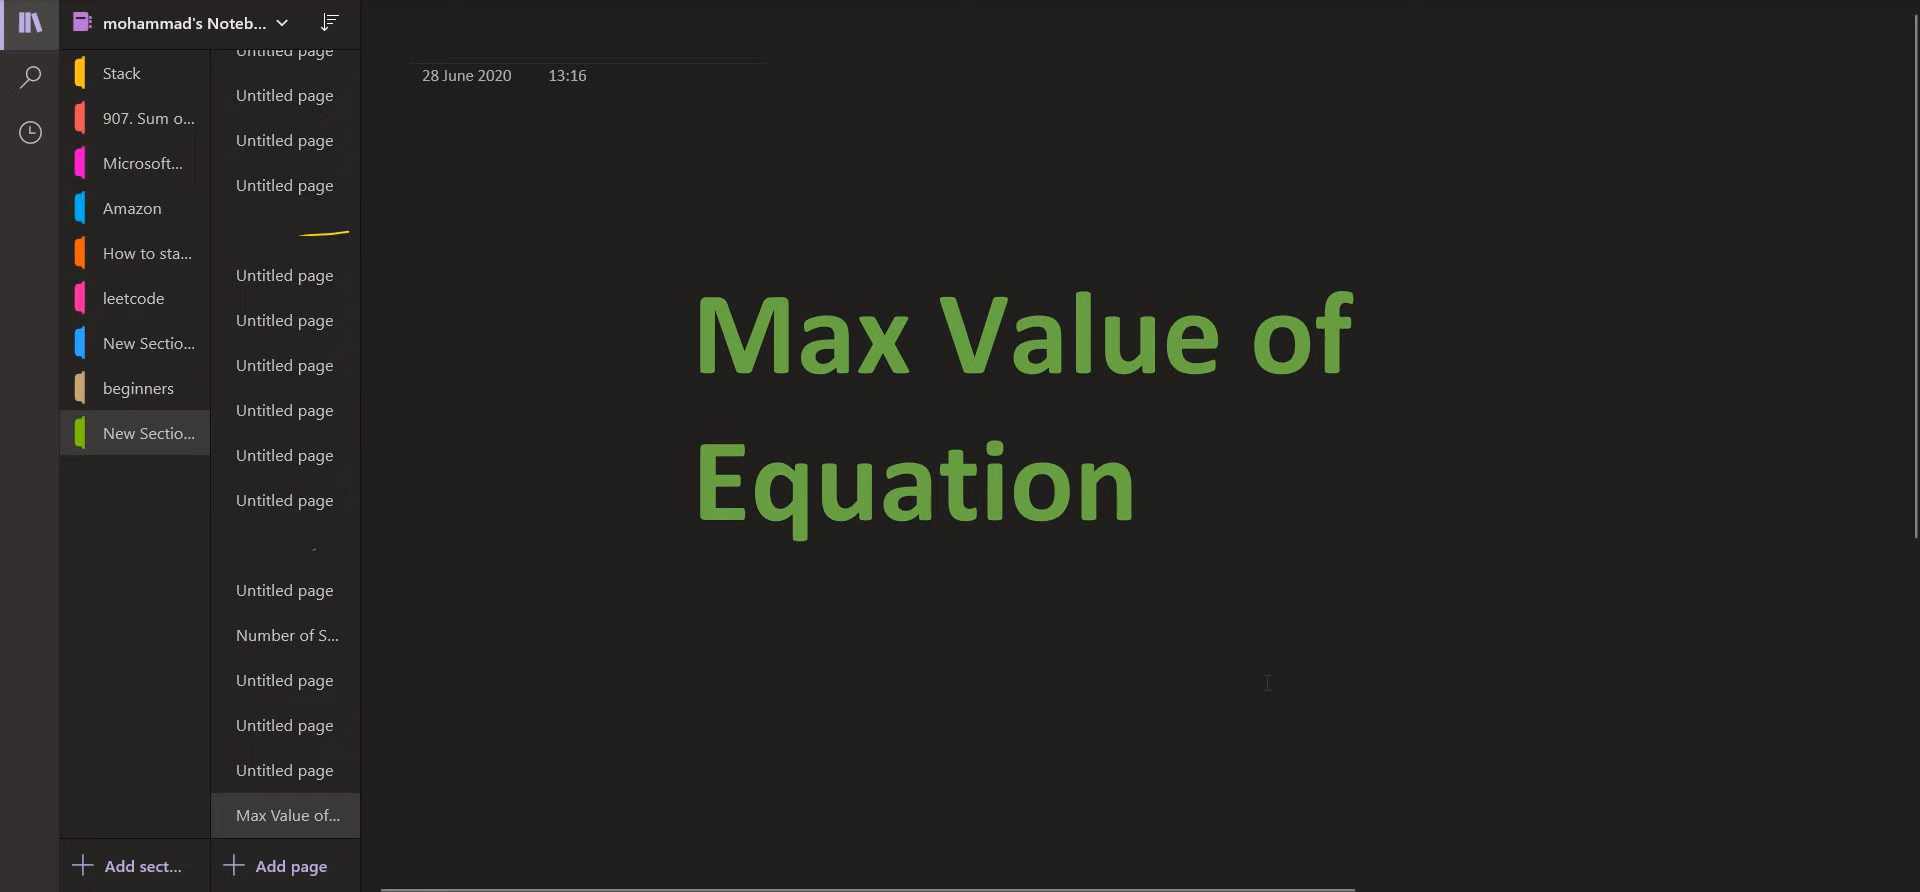 mohammad's Noteb...
Stack
907. Sum o...
Microsoft...
Amazon
How to sta...
leetcode
New Sectio...
beginners
New Sectio...
Add sect...
Untitled page
Untitled page
Untitled page
Untitled page
Untitled page
Untitled page
Untitled page
Untitled page
Untitled page
Untitled page
Untitled page
Number of S...
Untitled page
Untitled page
Untitled page
Max Value of...
Add page
28 June 2020 13:16
Max Value of
Equation